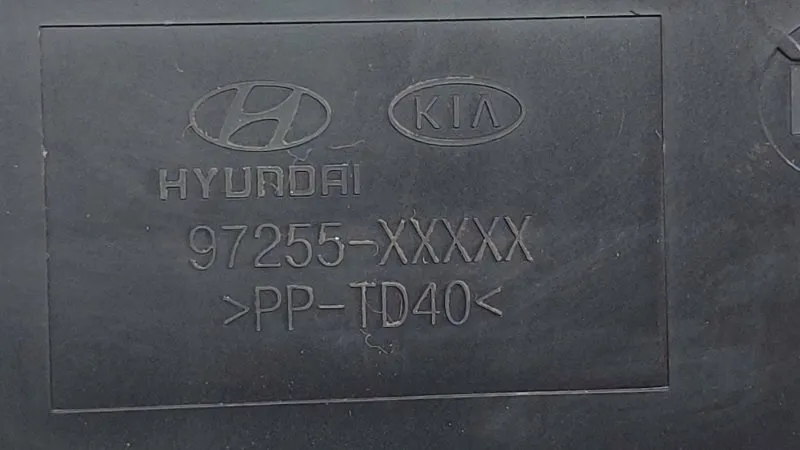 KIA
HYUNDAI
97255-XXXXX
>PP-TD40<